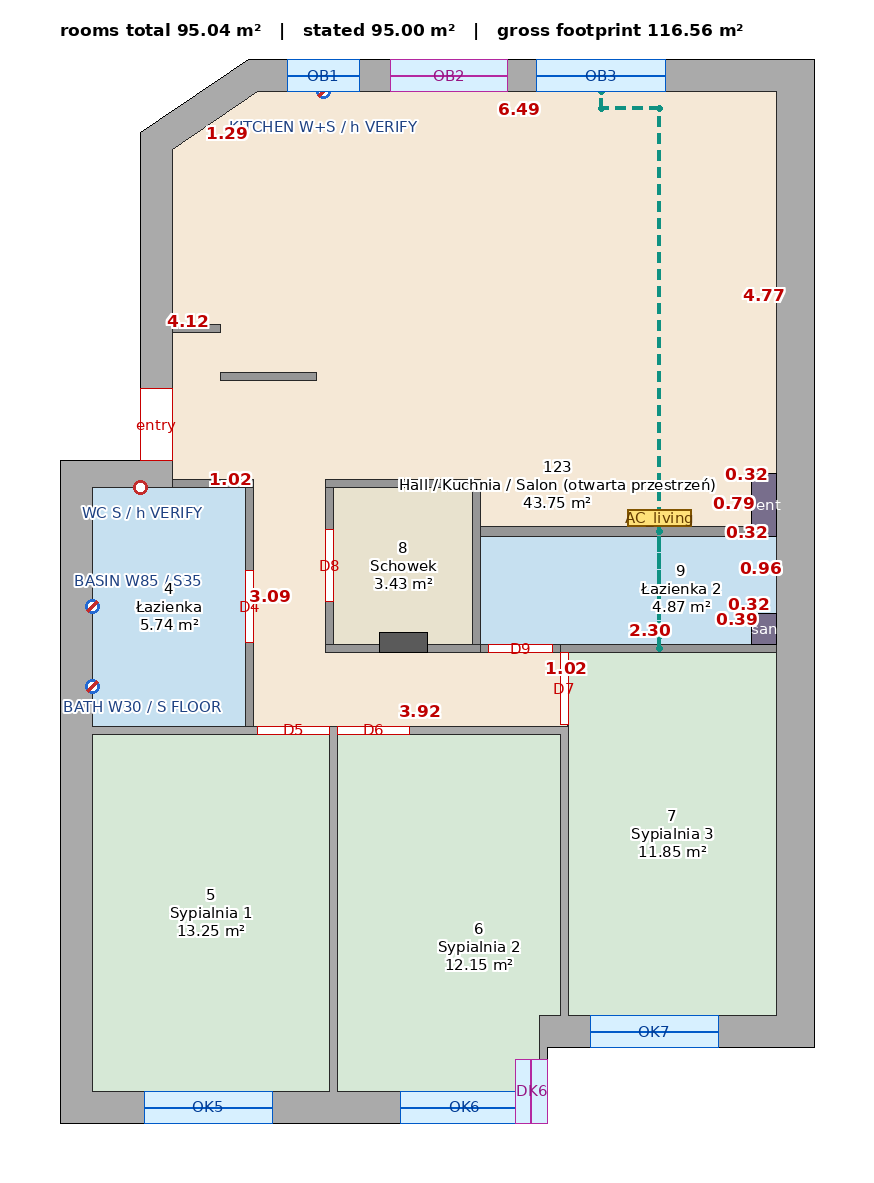 rooms total 95.04 m² | stated 95.00 m² | gross footprint 116.56 m²
OB1
OB2
OB3
6.49
KITCHEN W+S / h VERIFY
1.29
4.77
4.12
entry
123
Hall / Kuchnia / Salon (otwarta przestrzeń)
43.75 m²
0.32
1.02
0.79
WC S / h VERIFY
AC living
0.32
8
Schowek
3.43 m²
D8
0.96
9
Łazienka 2
4.87 m²
BASIN W85 / S35
4
Łazienka
5.74 m²
3.09
D4
0.32
0.39
san
2.30
D9
1.02
D7
BATH W30 / S FLOOR
3.92
D5
D6
7
Sypialnia 3
11.85 m²
5
Sypialnia 1
13.25 m²
6
Sypialnia 2
12.15 m²
OK7
DK6
OK5
OK6